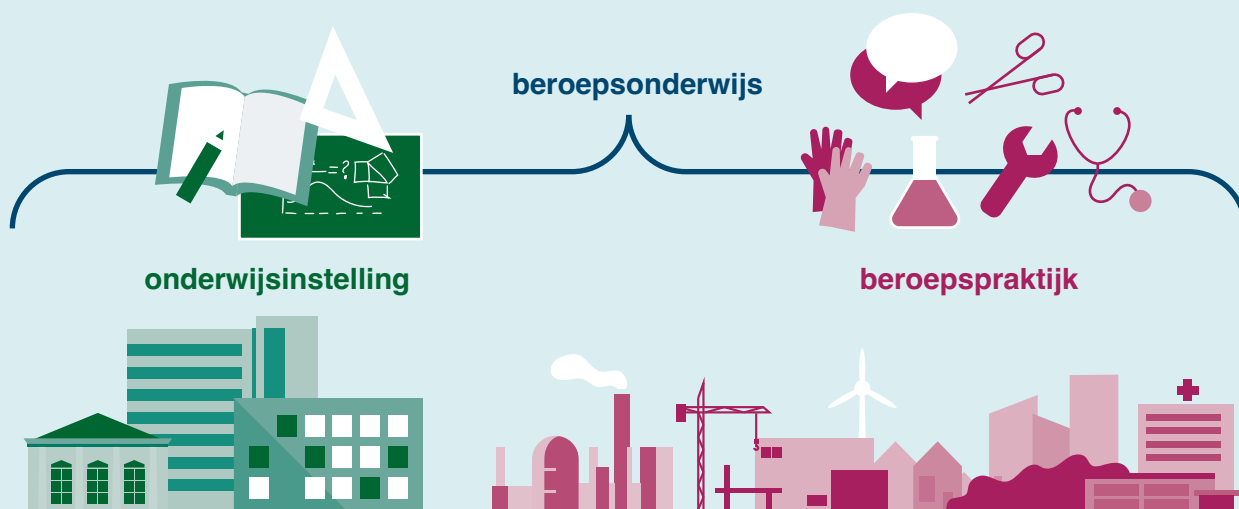 beroepsonderwijs
=?
onderwijsinstelling
beroepspraktijk